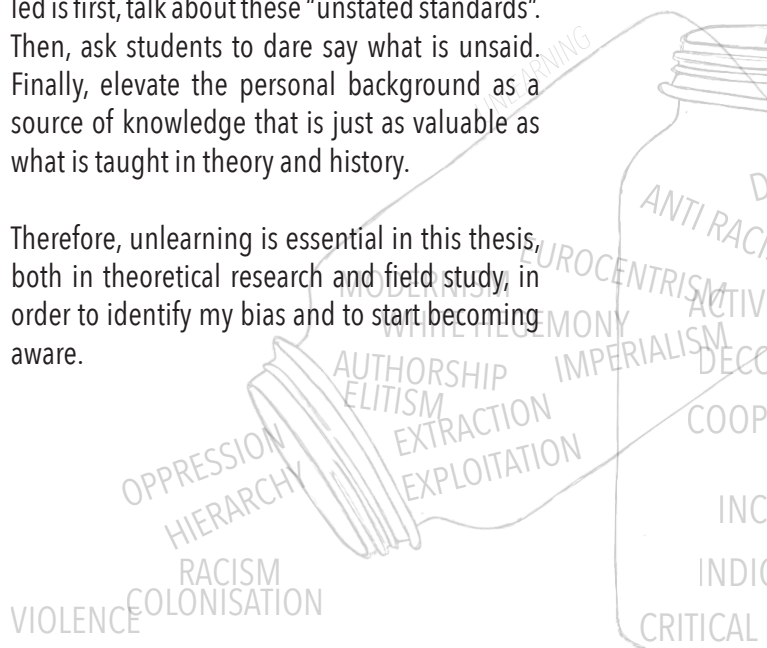 led is first, talk about these "unstated standards".
Then, ask students to dare say what is unsaid.
Finally, elevate the personal background as a
source of knowledge that is just as valuable as
what is taught in theory and history.
Therefore, unlearning is essential in this thesis,
both in theoretical research and field study, in
order to identify my bias and to start becoming
aware.
UNLEARNING
ANTI RACI
EUROCENTRISM
MODERNISM
ACTIV
WHITE HEGEMONY
IMPERIALISM
DECO
AUTHORSHIP
ELITISM
EXTRACTION
COOP
EXPLOITATION
OPPRESSION
HIERARCHY
INC
RACISM
INDIG
COLONISATION
VIOLENCE
CRITICAL